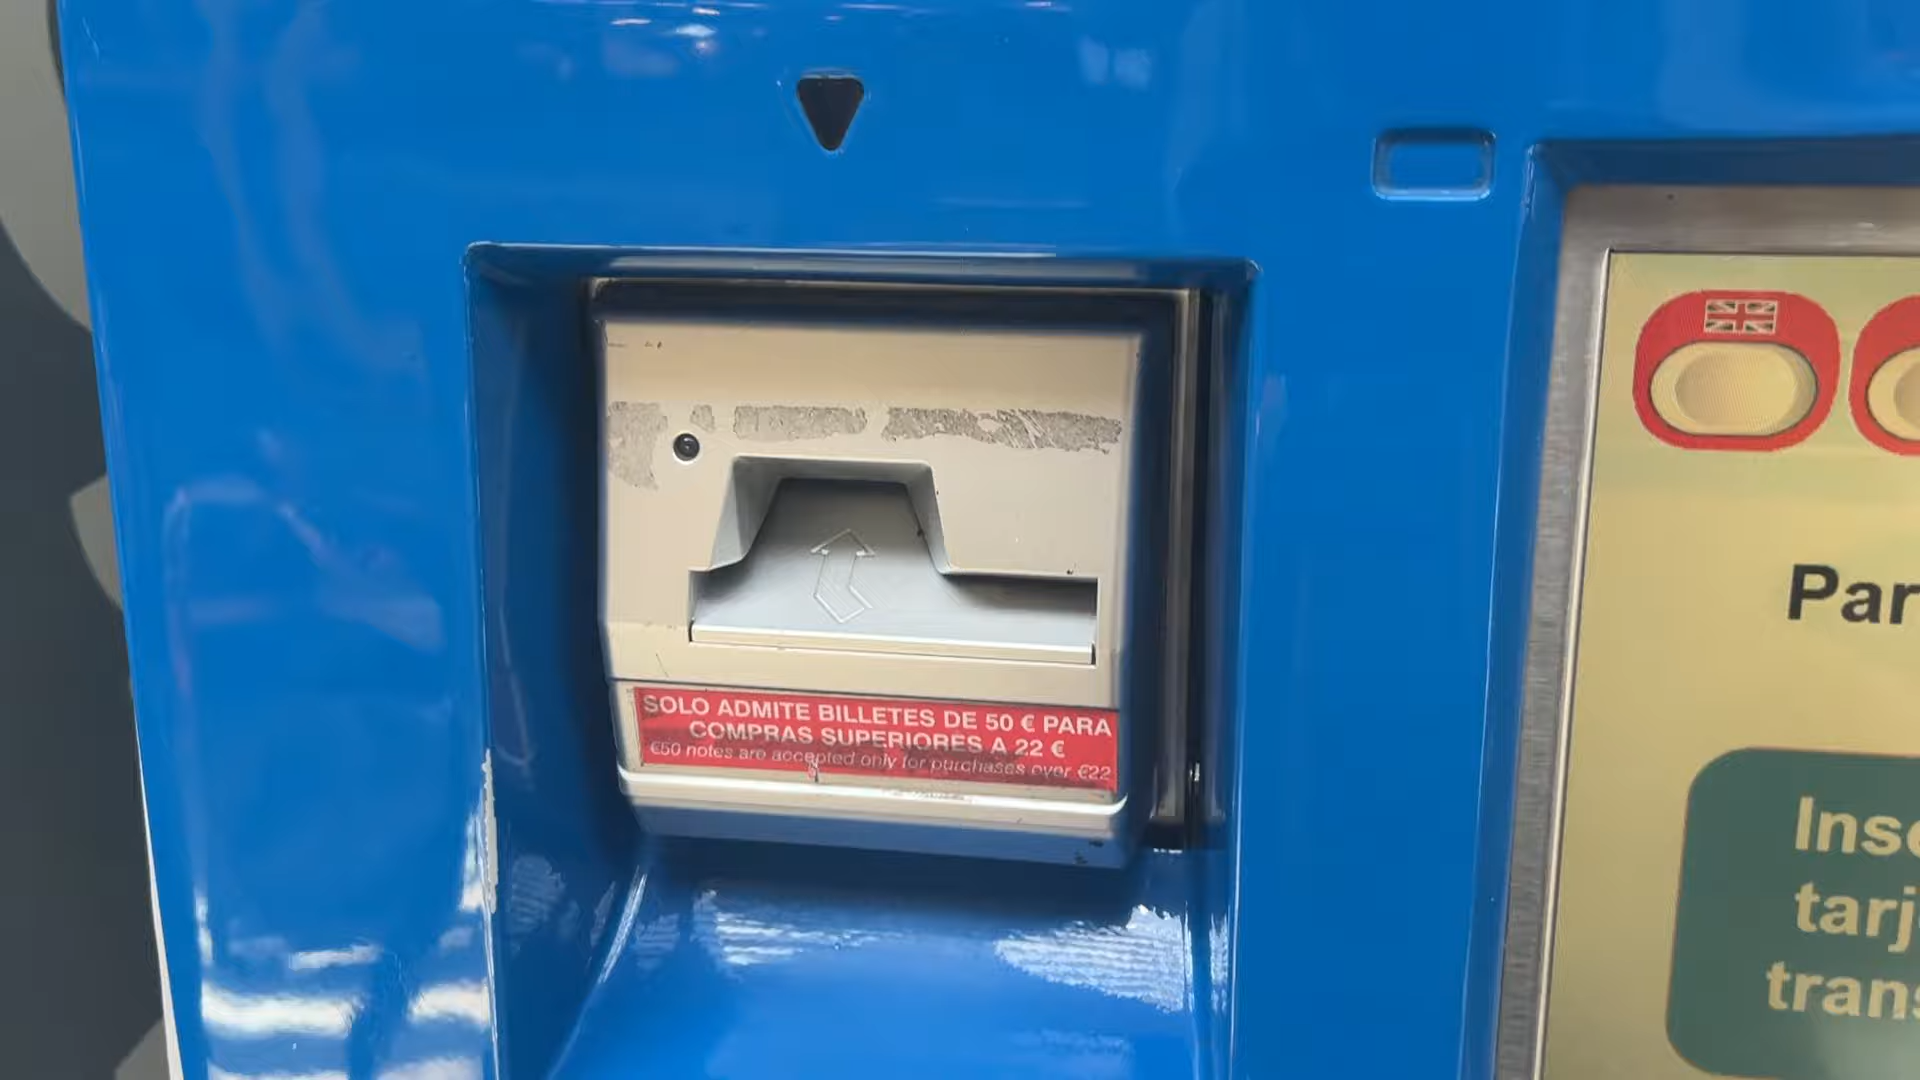 SOLO ADMITE BILLETES DE 50 € PARA
COMPRAS SUPERIORES A 22 €
€50 notes are accepted only for purchases over €22
Par
Inse
tarj
trans